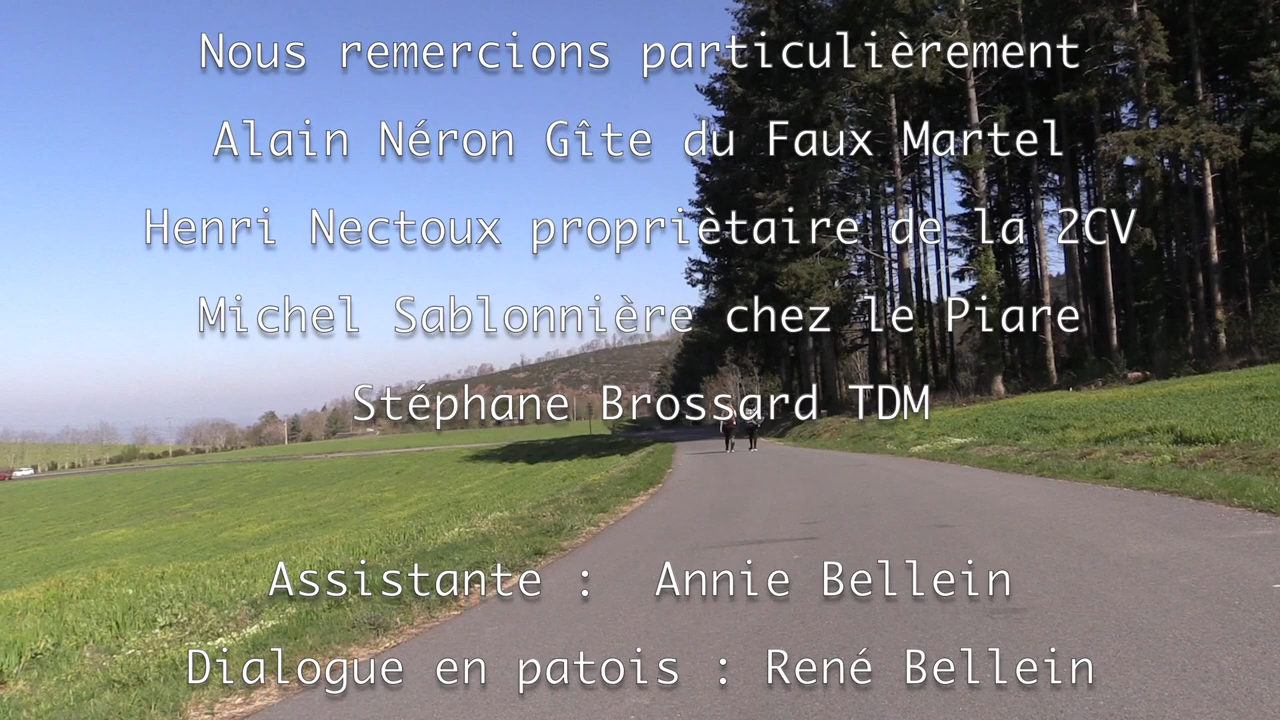 Nous remercions particulièrement
Alain Néron Gîte du Faux Martel
Henri Nectoux propriètaire de la 2CV
Michel Sablonnière chez le Piare
Stéphane Brossard TDM
Assistante : Annie Bellein
Dialogue en patois : René Bellein